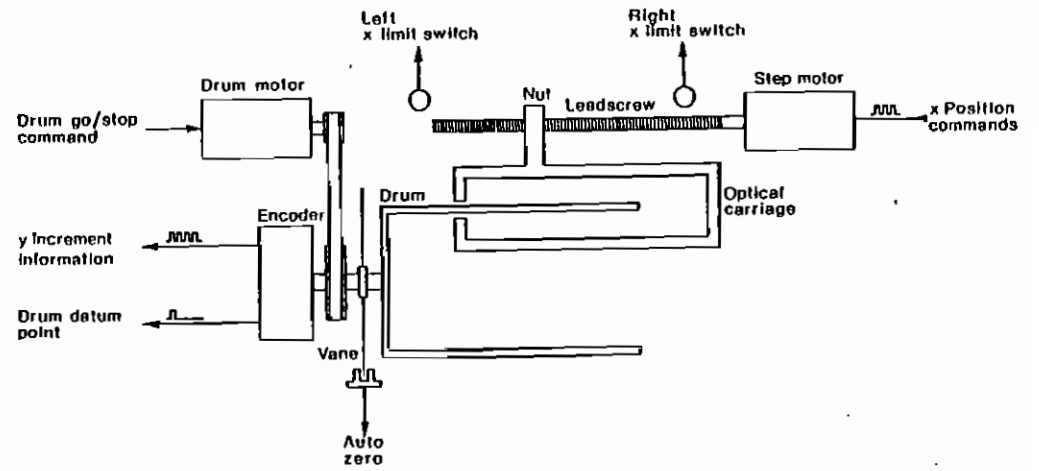 Left
x limit switch
Right
x limit switch
Drum motor
Nut
Leadscrew
Step motor
Drum go/stop
command
x Position
commands
Drum
Optical
carriage
Encoder
y Increment
Information
Drum datum
point
Vane
Auto
zero